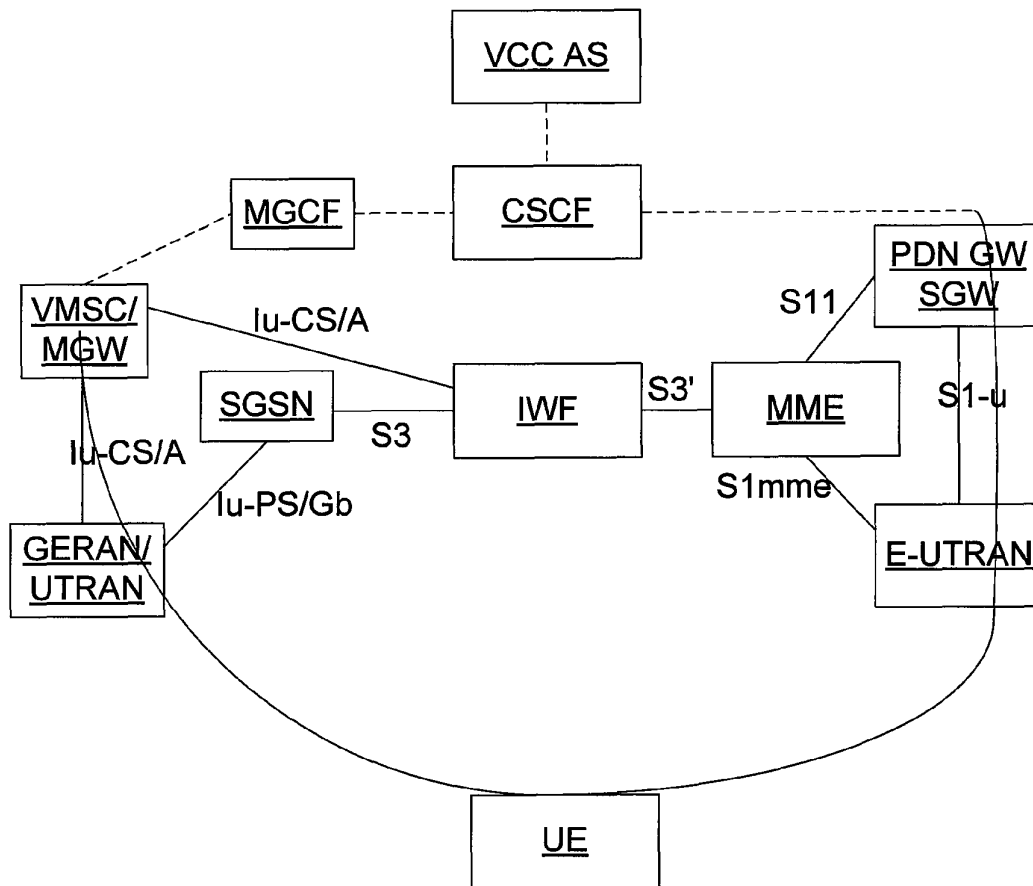 VCC AS
MGCF
CSCF
PDN GW
SGW
VMSC/
MGW
Iu-CS/A
S11
SGSN
S3
IWF
S3'
MME
S1-u
Iu-CS/A
Iu-PS/Gb
S1mme
GERAN/
UTRAN
E-UTRAN
UE